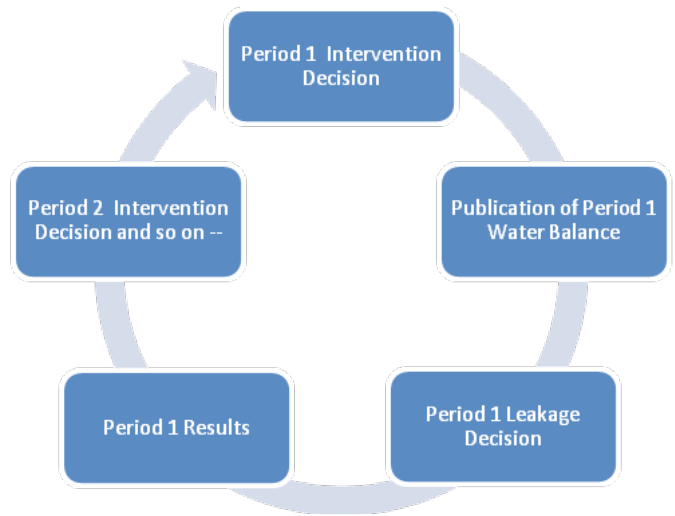 Period 1  Intervention
Decision
Publication of Period 1
Water Balance
Period 1 Leakage
Decision
Period 1 Results
Period 2  Intervention
Decision and so on --